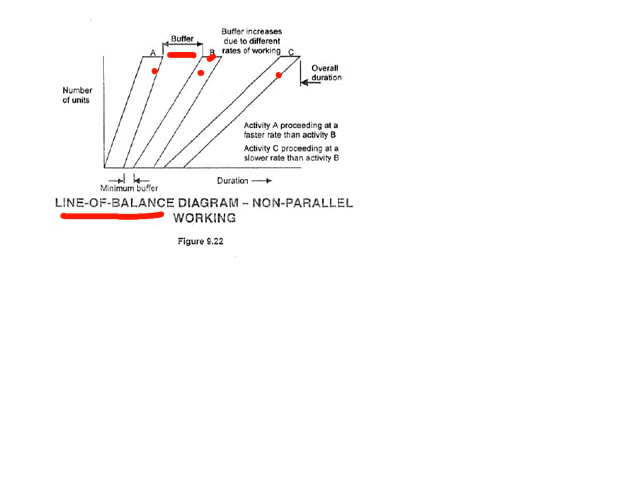 Buffer
Buffer increases
due to different
rates of working
A
B
C
Overall
duration
Number
of units
Activity A proceeding at a
faster rate than activity B
Activity C proceeding at a
slower rate than activity B
Minimum buffer
Duration
LINE-OF-BALANCE DIAGRAM – NON-PARALLEL
WORKING
Figure 9.22